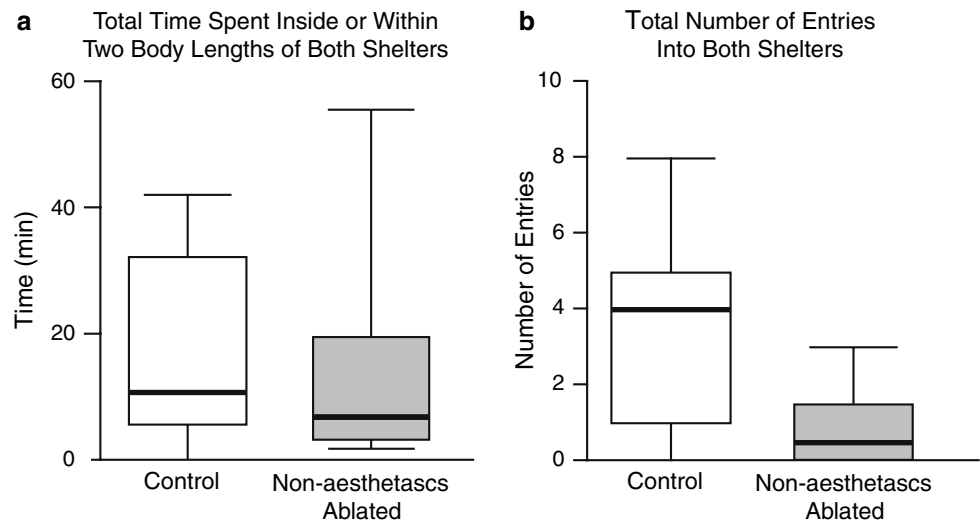 a Total Time Spent Inside or Within
Two Body Lengths of Both Shelters
60
40
20
0
Time (min)
Control
Non-aesthetascs
Ablated
b Total Number of Entries
Into Both Shelters
10
8
6
4
2
0
Number of Entries
Control
Non-aesthetascs
Ablated